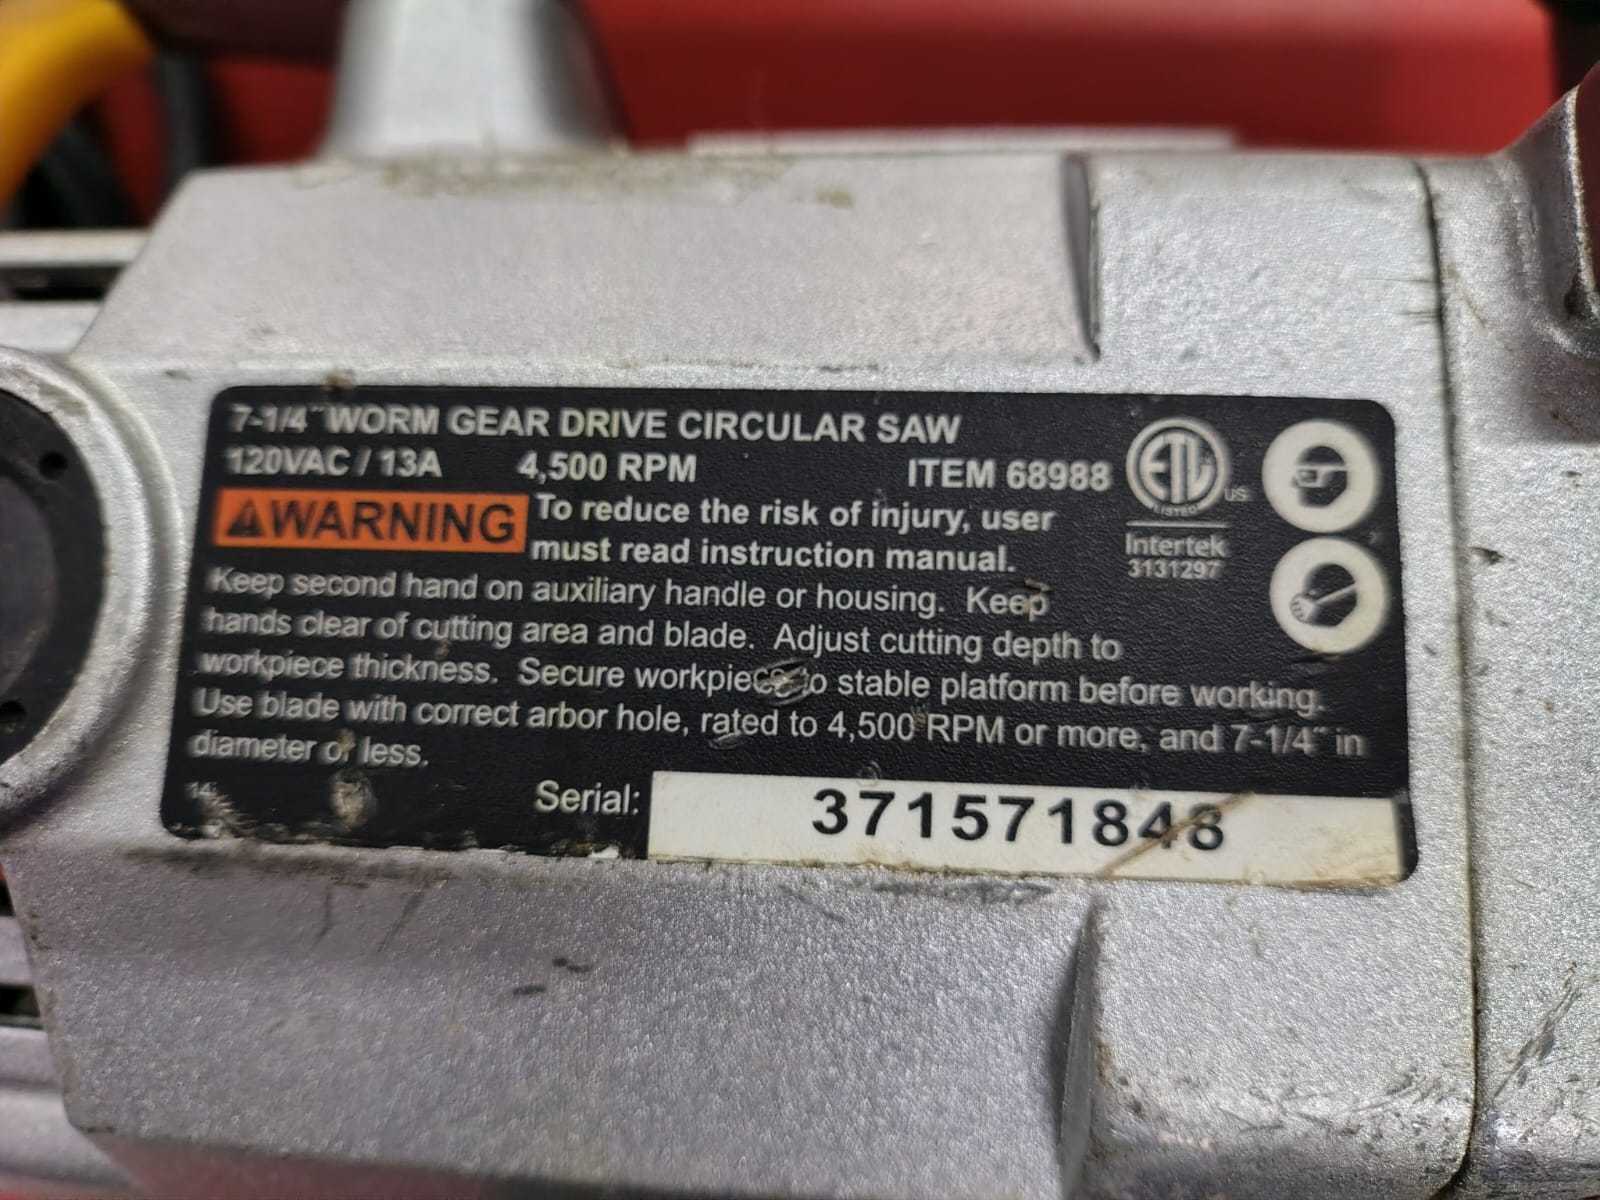 7-1/4″ WORM GEAR DRIVE CIRCULAR SAW
120VAC / 13A 4,500 RPM ITEM 68988
ETL US
LISTED
Intertek
3131297
WARNING To reduce the risk of injury, user
must read instruction manual.
Keep second hand on auxiliary handle or housing. Keep
hands clear of cutting area and blade. Adjust cutting depth to
workpiece thickness. Secure workpiece to stable platform before working.
Use blade with correct arbor hole, rated to 4,500 RPM or more, and 7-1/4″ in
diameter or less.
Serial: 371571848